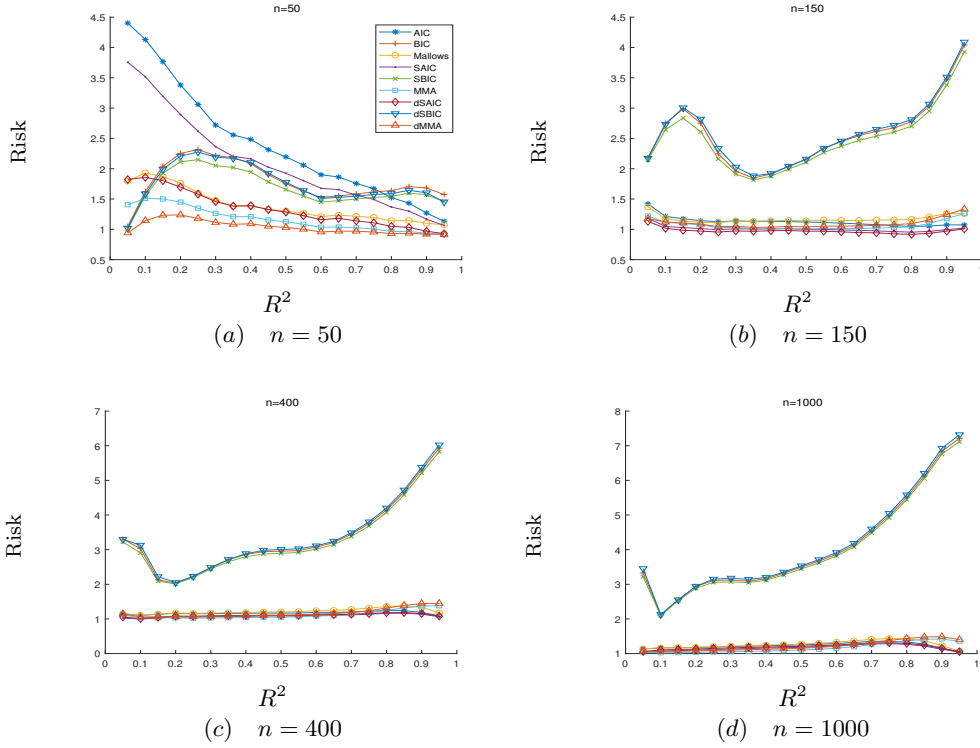 n=50
4.5
4
3.5
3
2.5
2
1.5
1
0.5
0 0.1 0.2 0.3 0.4 0.5 0.6 0.7 0.8 0.9 1
Risk
R²
AIC
BIC
Mallows
SAIC
SBIC
MMA
dSAIC
dSBIC
dMMA
(a) n = 50
n=150
4.5
4
3.5
3
2.5
2
1.5
1
0.5
0 0.1 0.2 0.3 0.4 0.5 0.6 0.7 0.8 0.9 1
Risk
R²
(b) n = 150
n=400
7
6
5
4
3
2
1
0
0 0.1 0.2 0.3 0.4 0.5 0.6 0.7 0.8 0.9 1
Risk
R²
(c) n = 400
n=1000
8
7
6
5
4
3
2
1
0 0.1 0.2 0.3 0.4 0.5 0.6 0.7 0.8 0.9 1
Risk
R²
(d) n = 1000